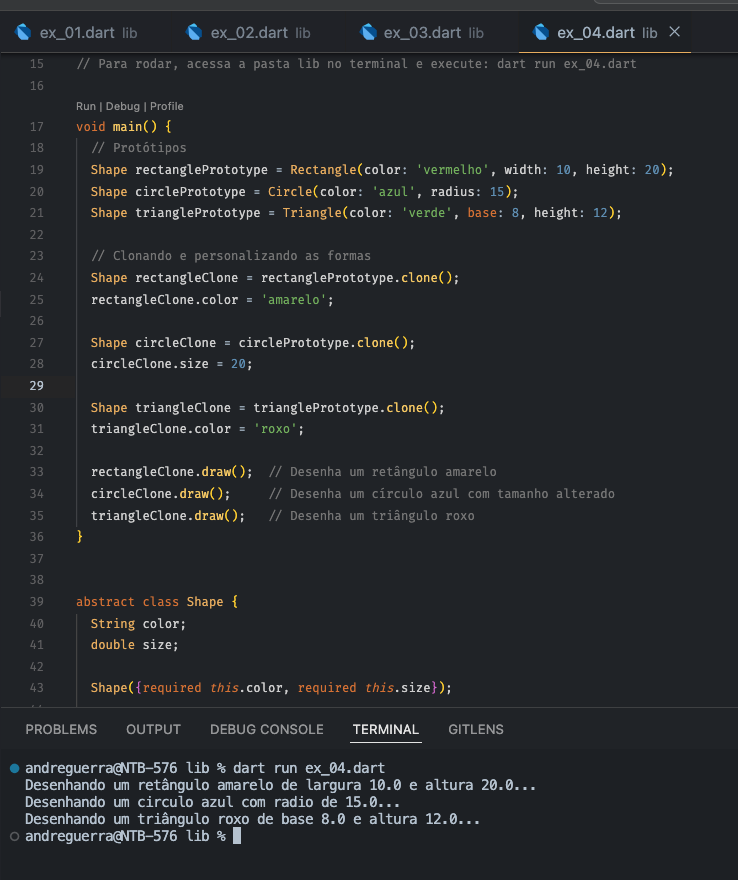 ex_01.dart lib ex_02.dart lib ex_03.dart lib ex_04.dart lib
15 // Para rodar, acessa a pasta lib no terminal e execute: dart run ex_04.dart
16
Run | Debug | Profile
17 void main() {
18 // Protótipos
19 Shape rectanglePrototype = Rectangle(color: 'vermelho', width: 10, height: 20);
20 Shape circlePrototype = Circle(color: 'azul', radius: 15);
21 Shape trianglePrototype = Triangle(color: 'verde', base: 8, height: 12);
22
23 // Clonando e personalizando as formas
24 Shape rectangleClone = rectanglePrototype.clone();
25 rectangleClone.color = 'amarelo';
26
27 Shape circleClone = circlePrototype.clone();
28 circleClone.size = 20;
29
30 Shape triangleClone = trianglePrototype.clone();
31 triangleClone.color = 'roxo';
32
33 rectangleClone.draw(); // Desenha um retângulo amarelo
34 circleClone.draw(); // Desenha um círculo azul com tamanho alterado
35 triangleClone.draw(); // Desenha um triângulo roxo
36 }
37
38
39 abstract class Shape {
40 String color;
41 double size;
42
43 Shape({required this.color, required this.size});
PROBLEMS OUTPUT DEBUG CONSOLE TERMINAL GITLENS
andreguerra@NTB-576 lib % dart run ex_04.dart
Desenhando um retângulo amarelo de largura 10.0 e altura 20.0...
Desenhando um circulo azul com radio de 15.0...
Desenhando um triângulo roxo de base 8.0 e altura 12.0...
andreguerra@NTB-576 lib %